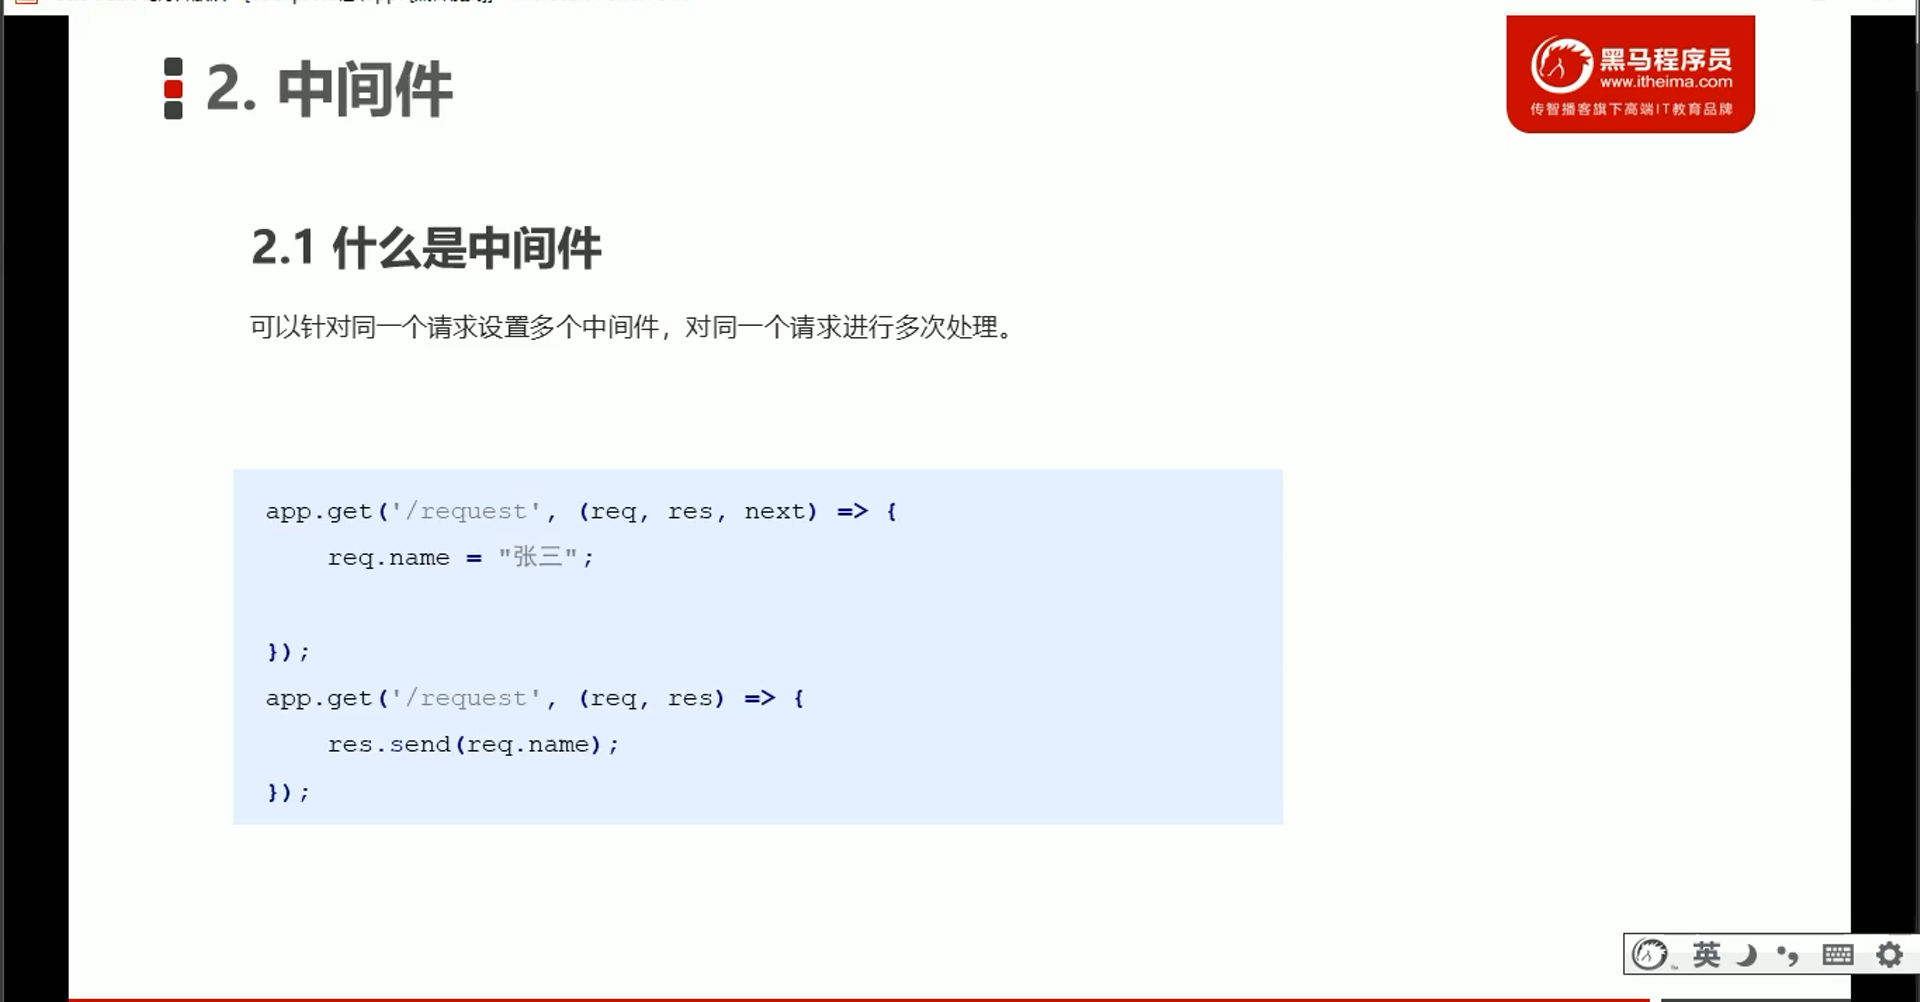 2. 中间件
黑马程序员
www.itheima.com
传智播客旗下高端IT教育品牌
2.1 什么是中间件
可以针对同一个请求设置多个中间件，对同一个请求进行多次处理。
app.get('/request', (req, res, next) => {
    req.name = "张三";
});
app.get('/request', (req, res) => {
    res.send(req.name);
});
英